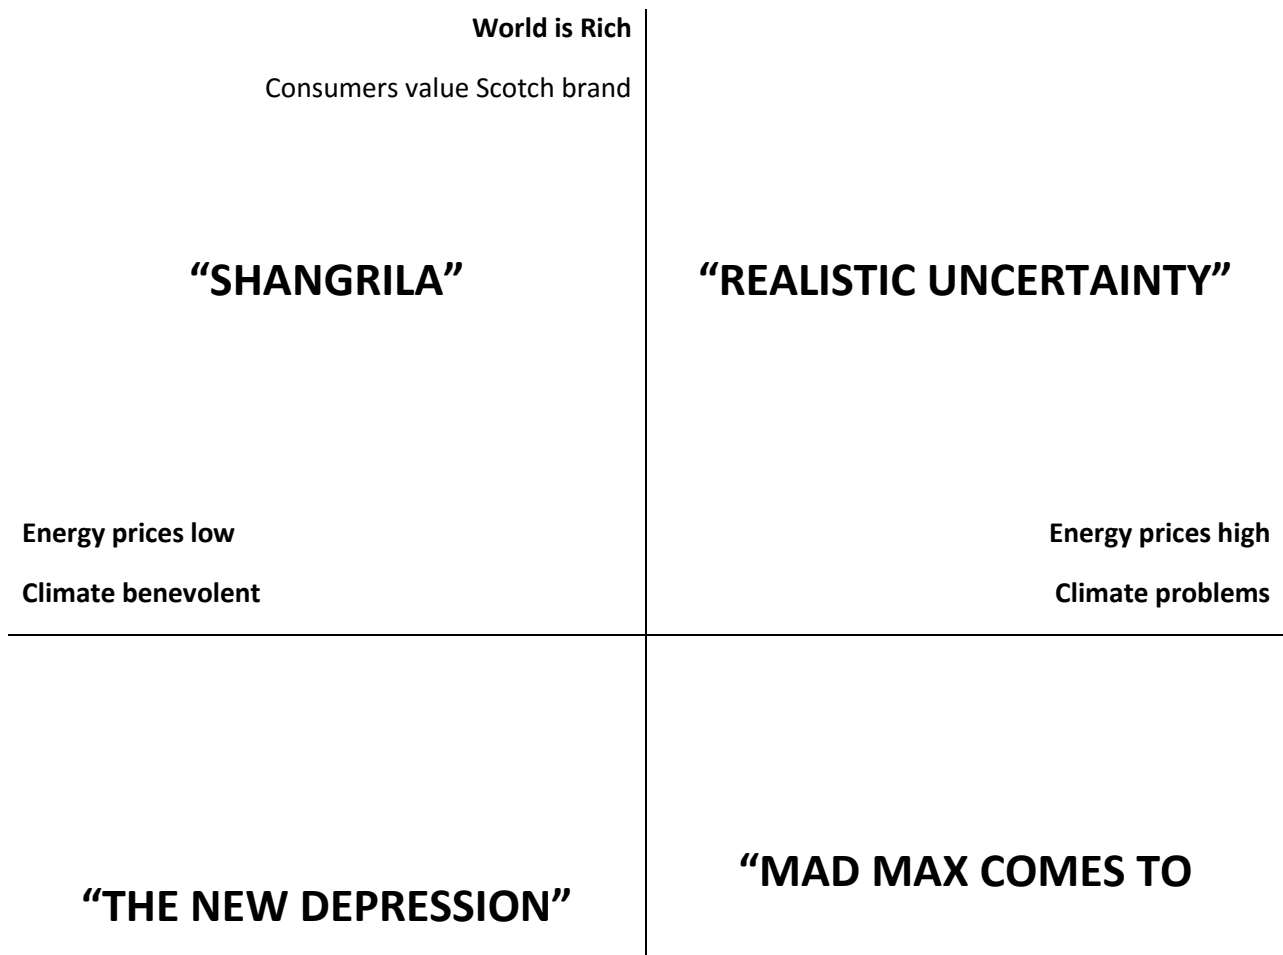 World is Rich
Consumers value Scotch brand
“SHANGRILA”
“REALISTIC UNCERTAINTY”
Energy prices low
Climate benevolent
Energy prices high
Climate problems
“THE NEW DEPRESSION”
“MAD MAX COMES TO